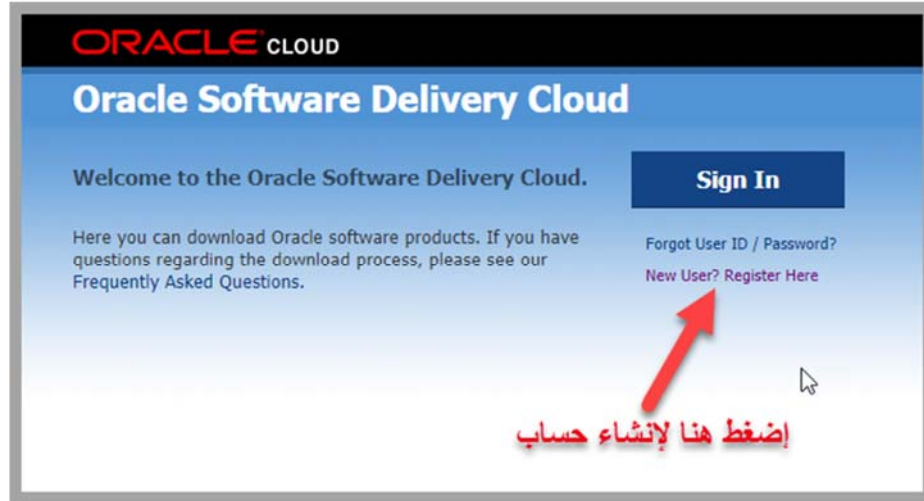 ORACLE CLOUD
Oracle Software Delivery Cloud
Welcome to the Oracle Software Delivery Cloud.
Sign In
Here you can download Oracle software products. If you have
questions regarding the download process, please see our
Frequently Asked Questions.
Forgot User ID / Password?
New User? Register Here
إضغط هنا لإنشاء حساب